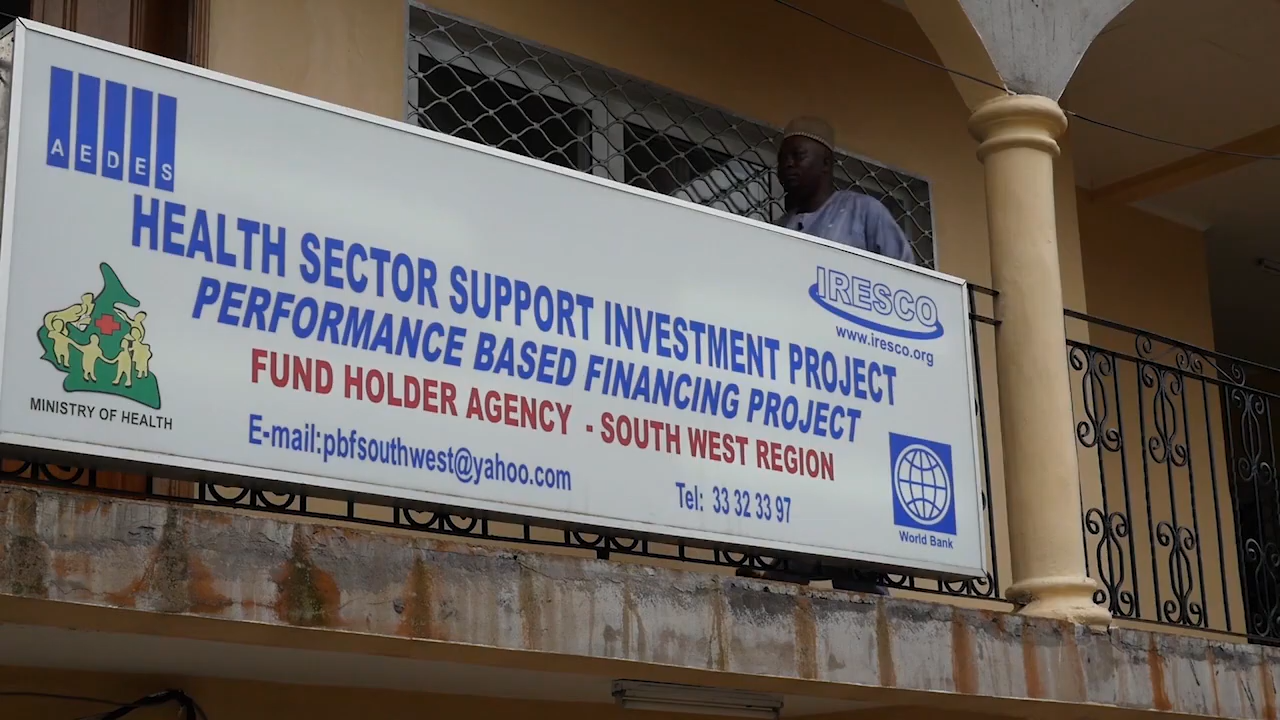 AEDES
HEALTH SECTOR SUPPORT INVESTMENT PROJECT
PERFORMANCE BASED FINANCING PROJECT
FUND HOLDER AGENCY - SOUTH WEST REGION
E-mail:pbfsouthwest@yahoo.com
Tel: 33 32 33 97
MINISTRY OF HEALTH
IRESCO
www.iresco.org
World Bank